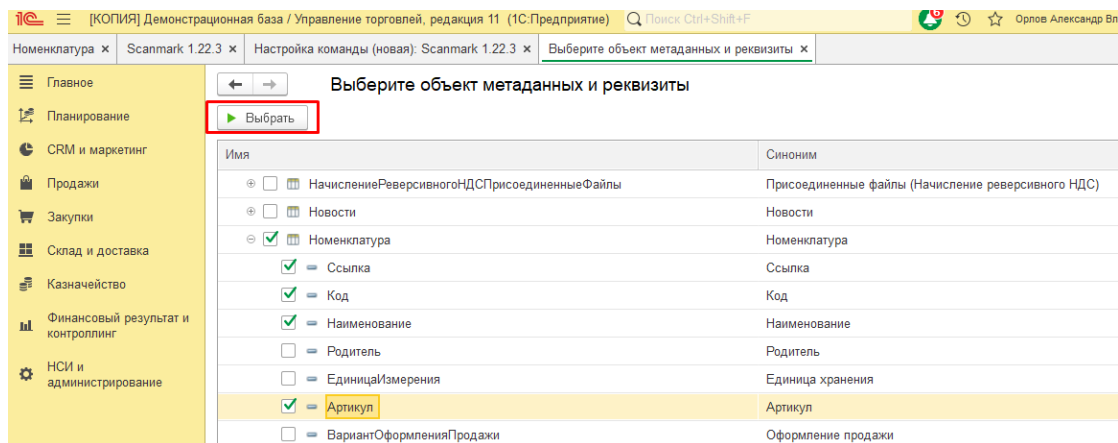 1С [КОПИЯ] Демонстрационная база / Управление торговлей, редакция 11 (1С:Предприятие) Поиск Ctrl+Shift+F 6 Орлов Александр Вл
Номенклатура × Scanmark 1.22.3 × Настройка команды (новая): Scanmark 1.22.3 × Выберите объект метаданных и реквизиты ×
Главное
Планирование
CRM и маркетинг
Продажи
Закупки
Склад и доставка
Казначейство
Финансовый результат и
контроллинг
НСИ и
администрирование
Выберите объект метаданных и реквизиты
Выбрать
Имя Синоним
НачислениеРеверсивногоНДСПрисоединенныеФайлы Присоединенные файлы (Начисление реверсивного НДС)
Новости Новости
Номенклатура Номенклатура
Ссылка Ссылка
Код Код
Наименование Наименование
Родитель Родитель
ЕдиницаИзмерения Единица хранения
Артикул Артикул
ВариантОформленияПродажи Оформление продажи